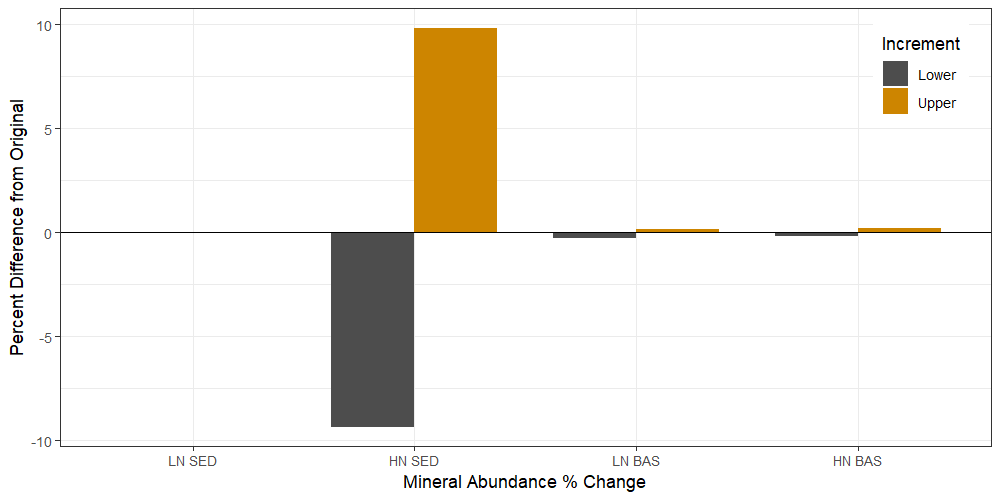 Percent Difference from Original
10
5
0
-5
-10
Increment
Lower
Upper
LN SED
HN SED
LN BAS
HN BAS
Mineral Abundance % Change